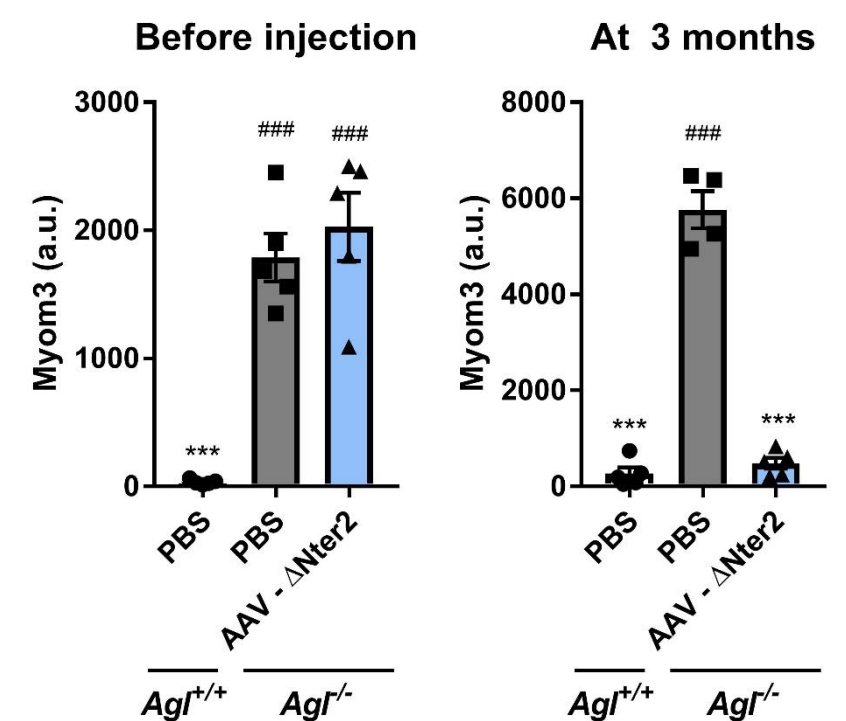 Before injection
3000
2000
1000
0
Myom3 (a.u.)
***
###
###
PBS
PBS
AAV - ΔNter2
Agl+/+
Agl-/-
At 3 months
8000
6000
4000
2000
0
Myom3 (a.u.)
***
###
***
PBS
PBS
AAV - ΔNter2
Agl+/+
Agl-/-